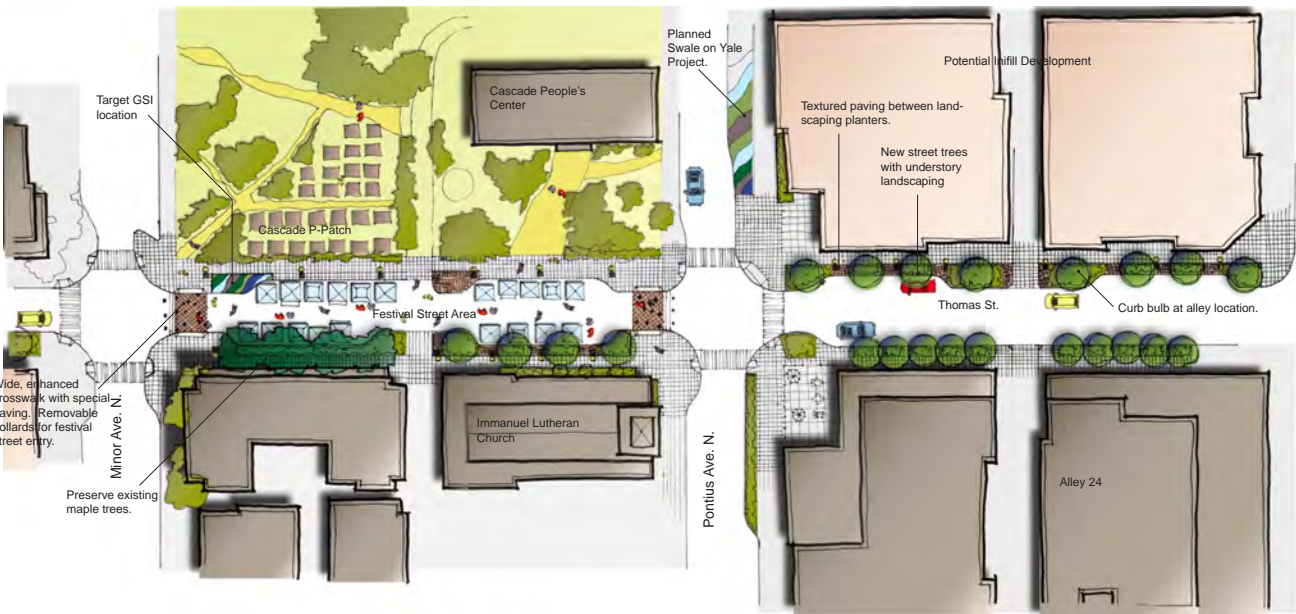 Planned
Swale on Yale
Project.
Potential Inifill Development
Target GSI
location
Cascade People's
Center
Textured paving between land-
scaping planters.
New street trees
with understory
landscaping
Cascade P-Patch
Festival Street Area
Thomas St.
Curb bulb at alley location.
ide, enhanced
rosswalk with special
aving. Removable
ollards for festival
treet entry.
Minor Ave. N.
Immanuel Lutheran
Church
Pontius Ave. N.
Alley 24
Preserve existing
maple trees.